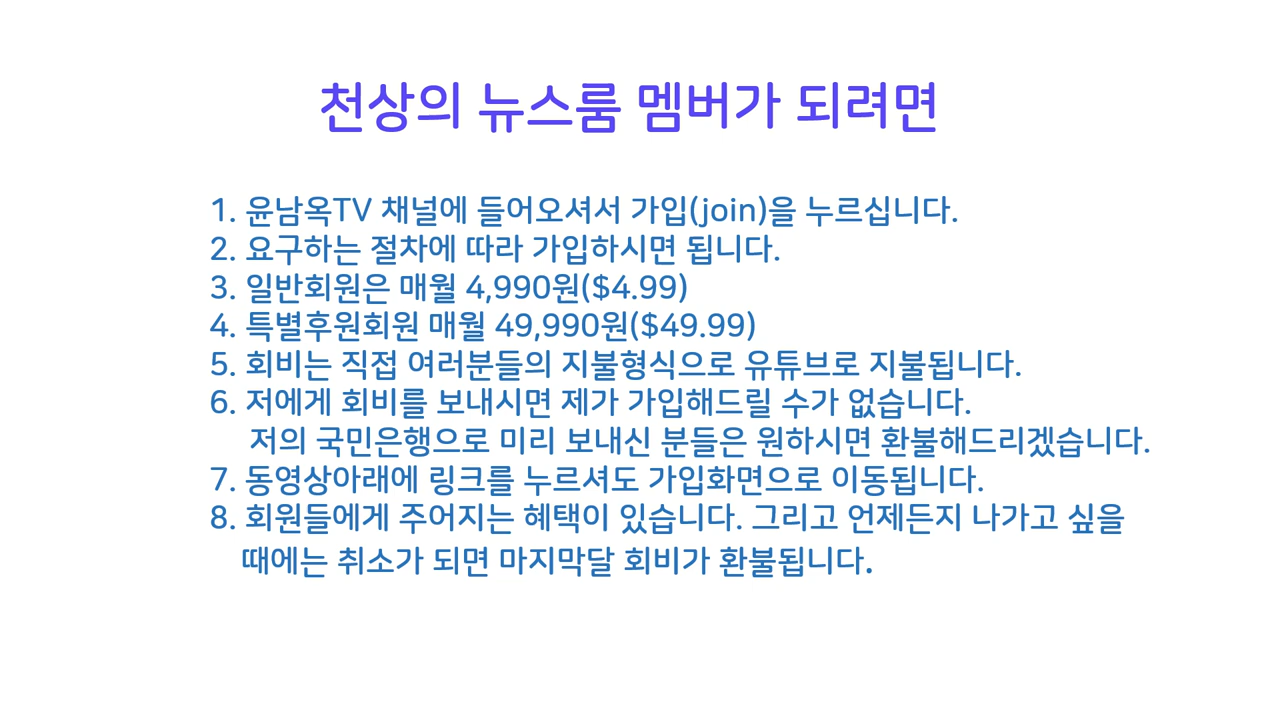 천상의 뉴스룸 멤버가 되려면
1. 윤남옥TV 채널에 들어오셔서 가입(join)을 누르십니다.
2. 요구하는 절차에 따라 가입하시면 됩니다.
3. 일반회원은 매월 4,990원($4.99)
4. 특별후원회원 매월 49,990원($49.99)
5. 회비는 직접 여러분들의 지불형식으로 유튜브로 지불됩니다.
6. 저에게 회비를 보내시면 제가 가입해드릴 수가 없습니다.
저의 국민은행으로 미리 보내신 분들은 원하시면 환불해드리겠습니다.
7. 동영상아래에 링크를 누르셔도 가입화면으로 이동됩니다.
8. 회원들에게 주어지는 혜택이 있습니다. 그리고 언제든지 나가고 싶을
때에는 취소가 되면 마지막달 회비가 환불됩니다.